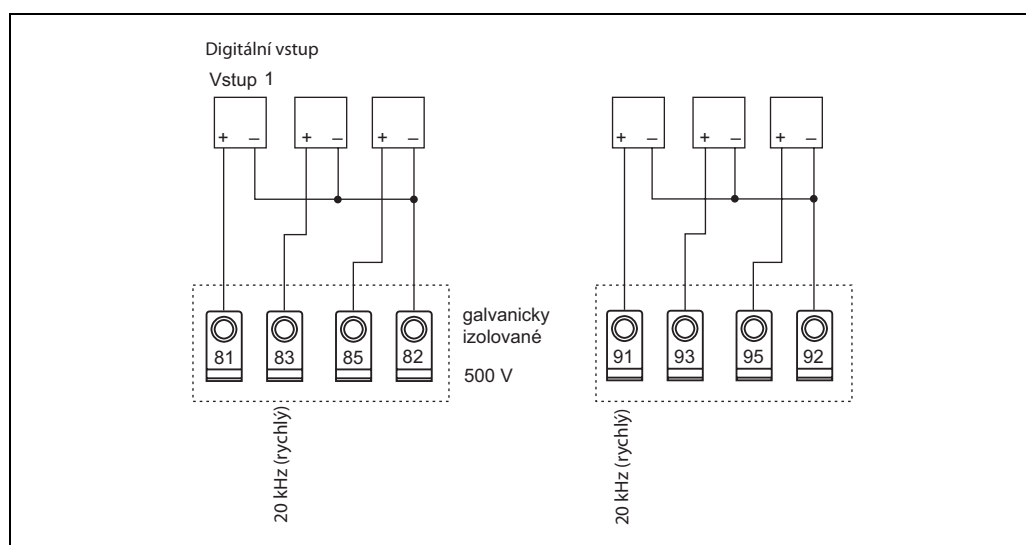 Digitální vstup
Vstup 1
+ – + – + –
+ – + – + –
81 83 85 82
galvanicky
izolované
500 V
91 93 95 92
20 kHz (rychlý)
20 kHz (rychlý)